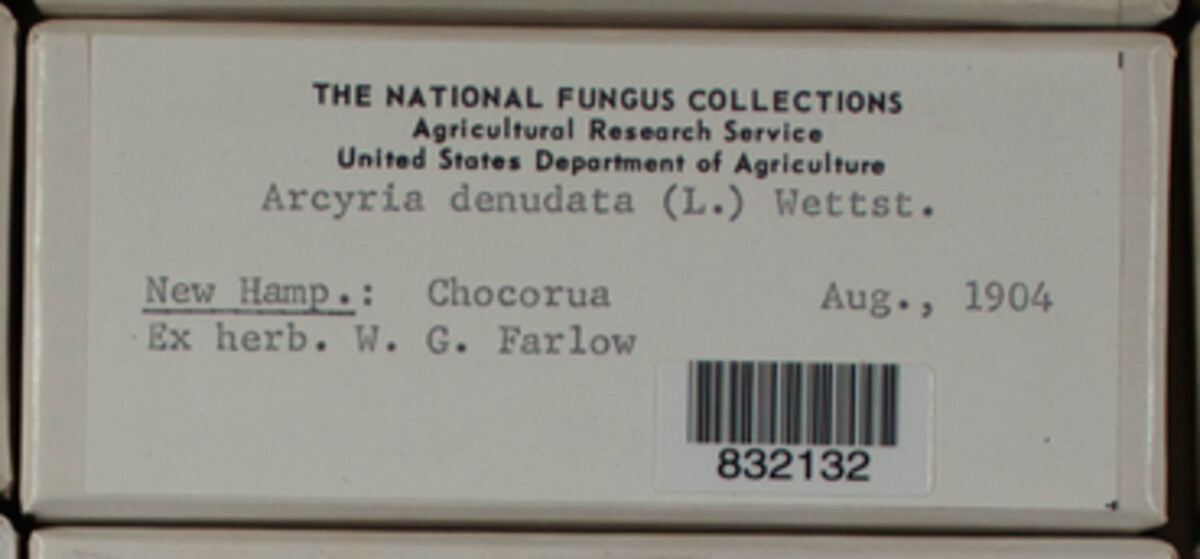 THE NATIONAL FUNGUS COLLECTIONS
Agricultural Research Service
United States Department of Agriculture
Arcyria denudata (L.) Wettst.
New Hamp.: Chocorua Aug., 1904
Ex herb. W. G. Farlow
832132